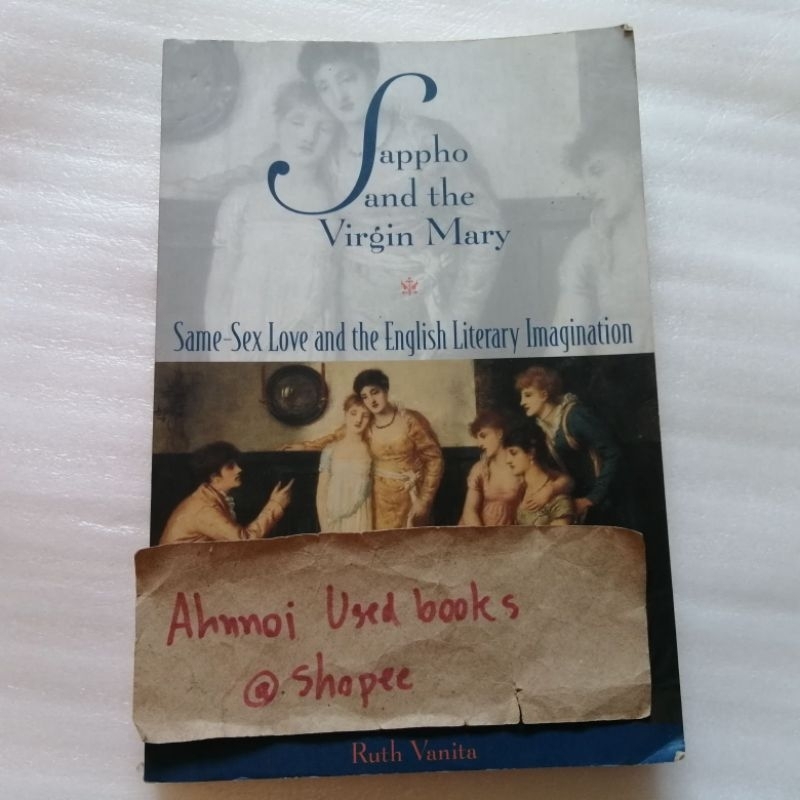 Sappho
and the
Virgin Mary
Same-Sex Love and the English Literary Imagination
Ahnnoi Used books
@ Shopee
Ruth Vanita